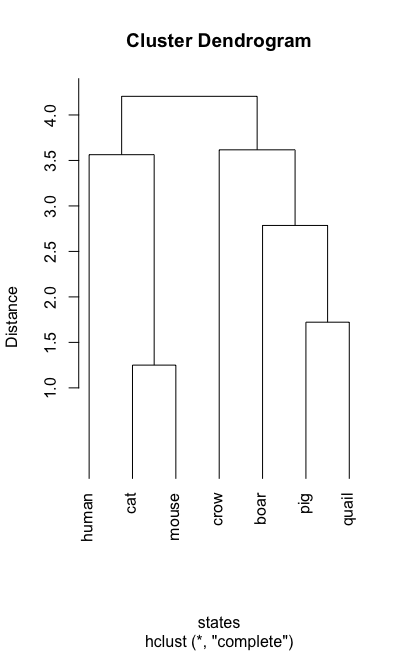 Cluster Dendrogram
Distance
4.0
3.5
3.0
2.5
2.0
1.5
1.0
human
cat
mouse
crow
boar
pig
quail
states
hclust (*, "complete")